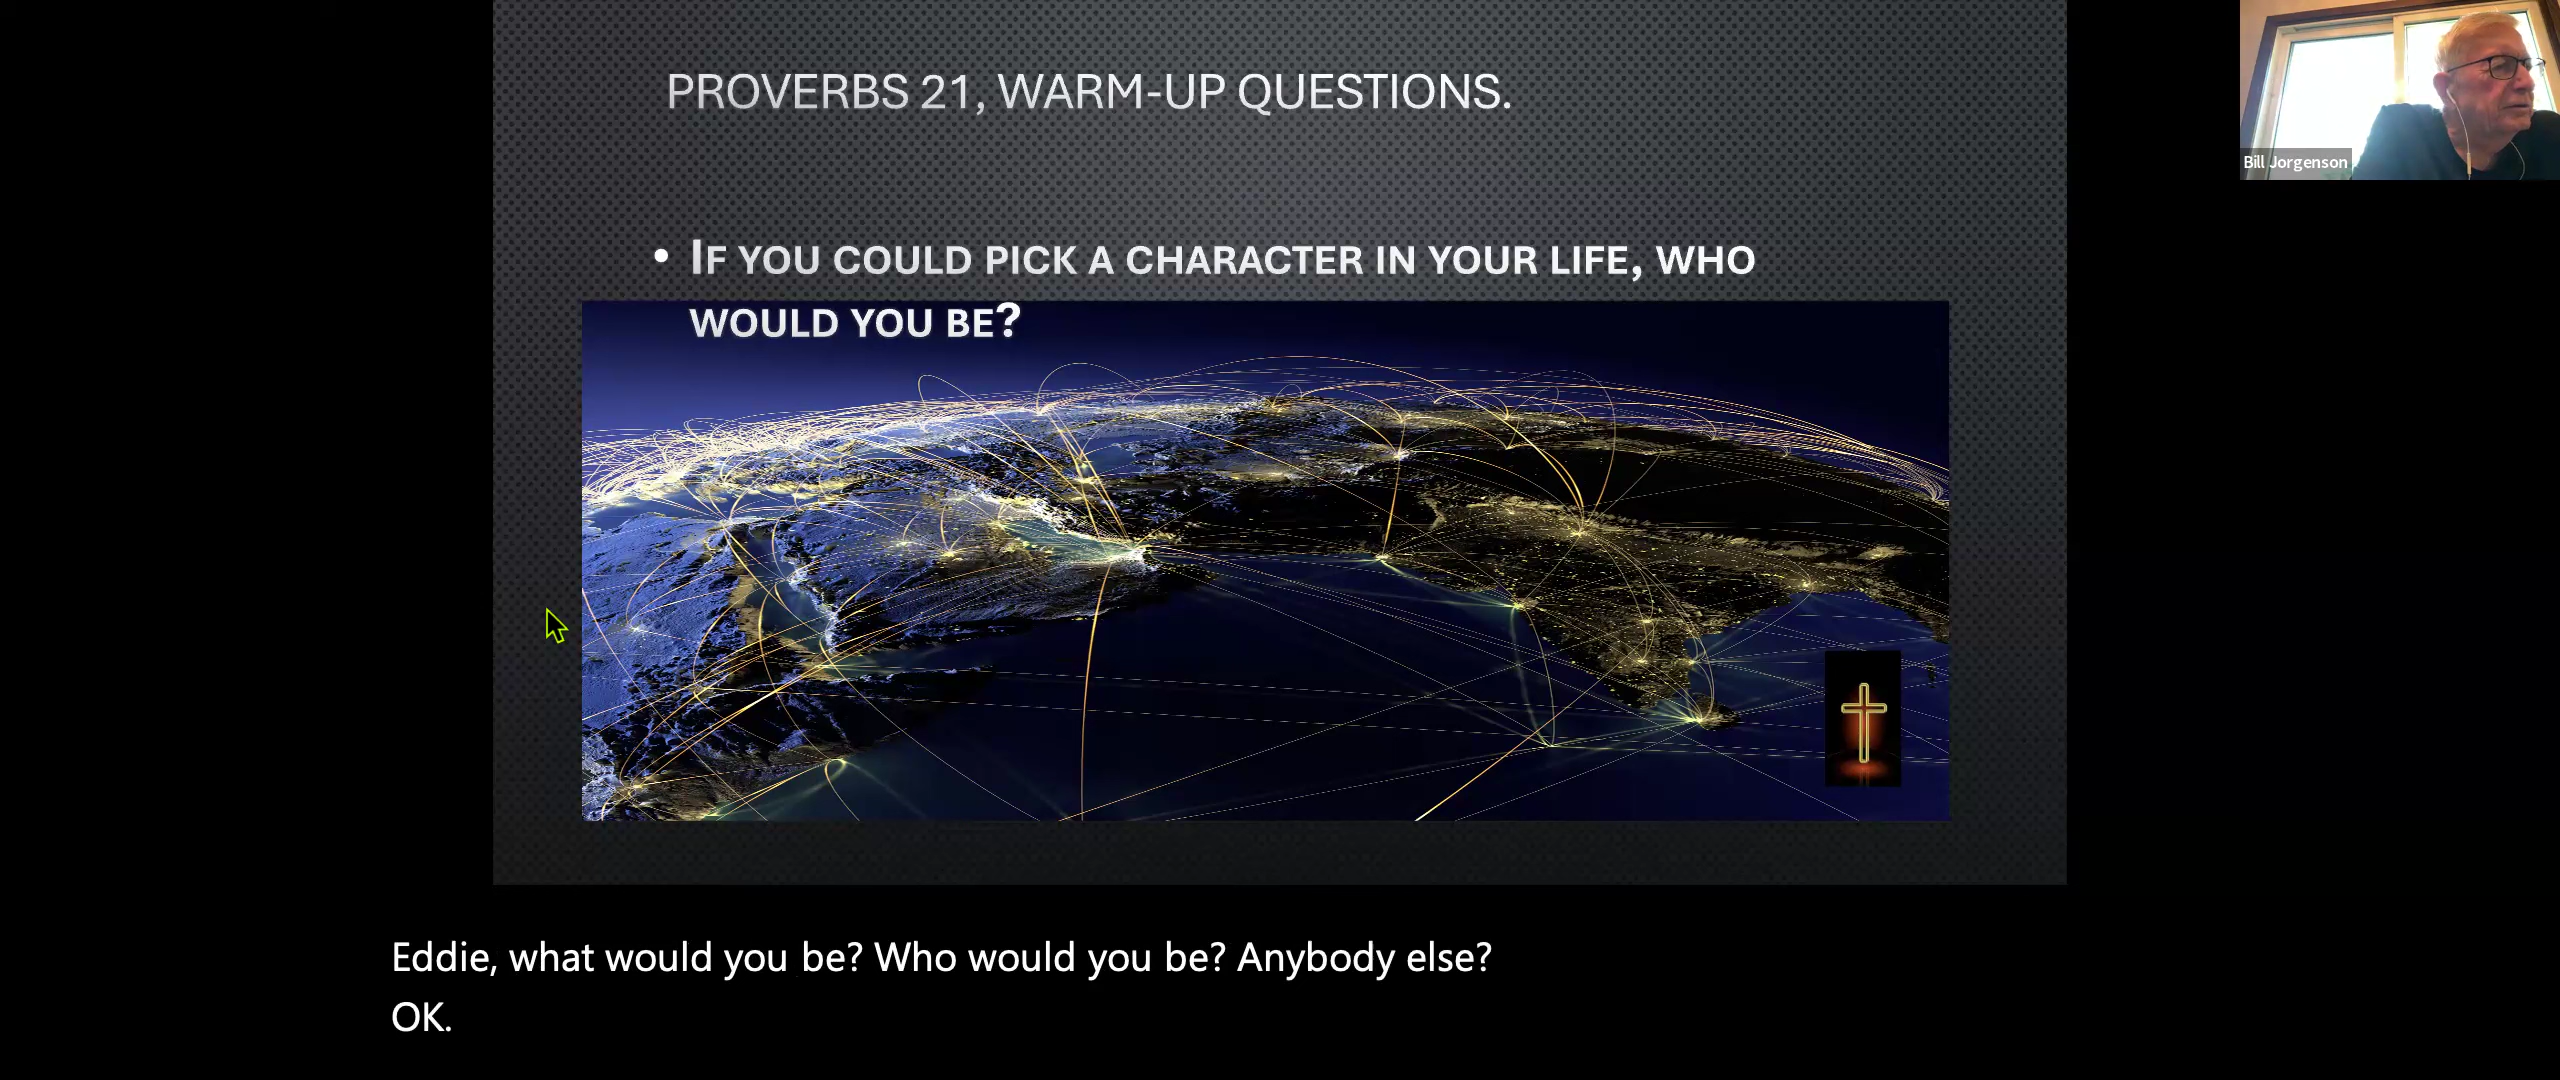 PROVERBS 21, WARM-UP QUESTIONS.
Bill Jorgenson
• IF YOU COULD PICK A CHARACTER IN YOUR LIFE, WHO
WOULD YOU BE?
Eddie, what would you be? Who would you be? Anybody else?
OK.